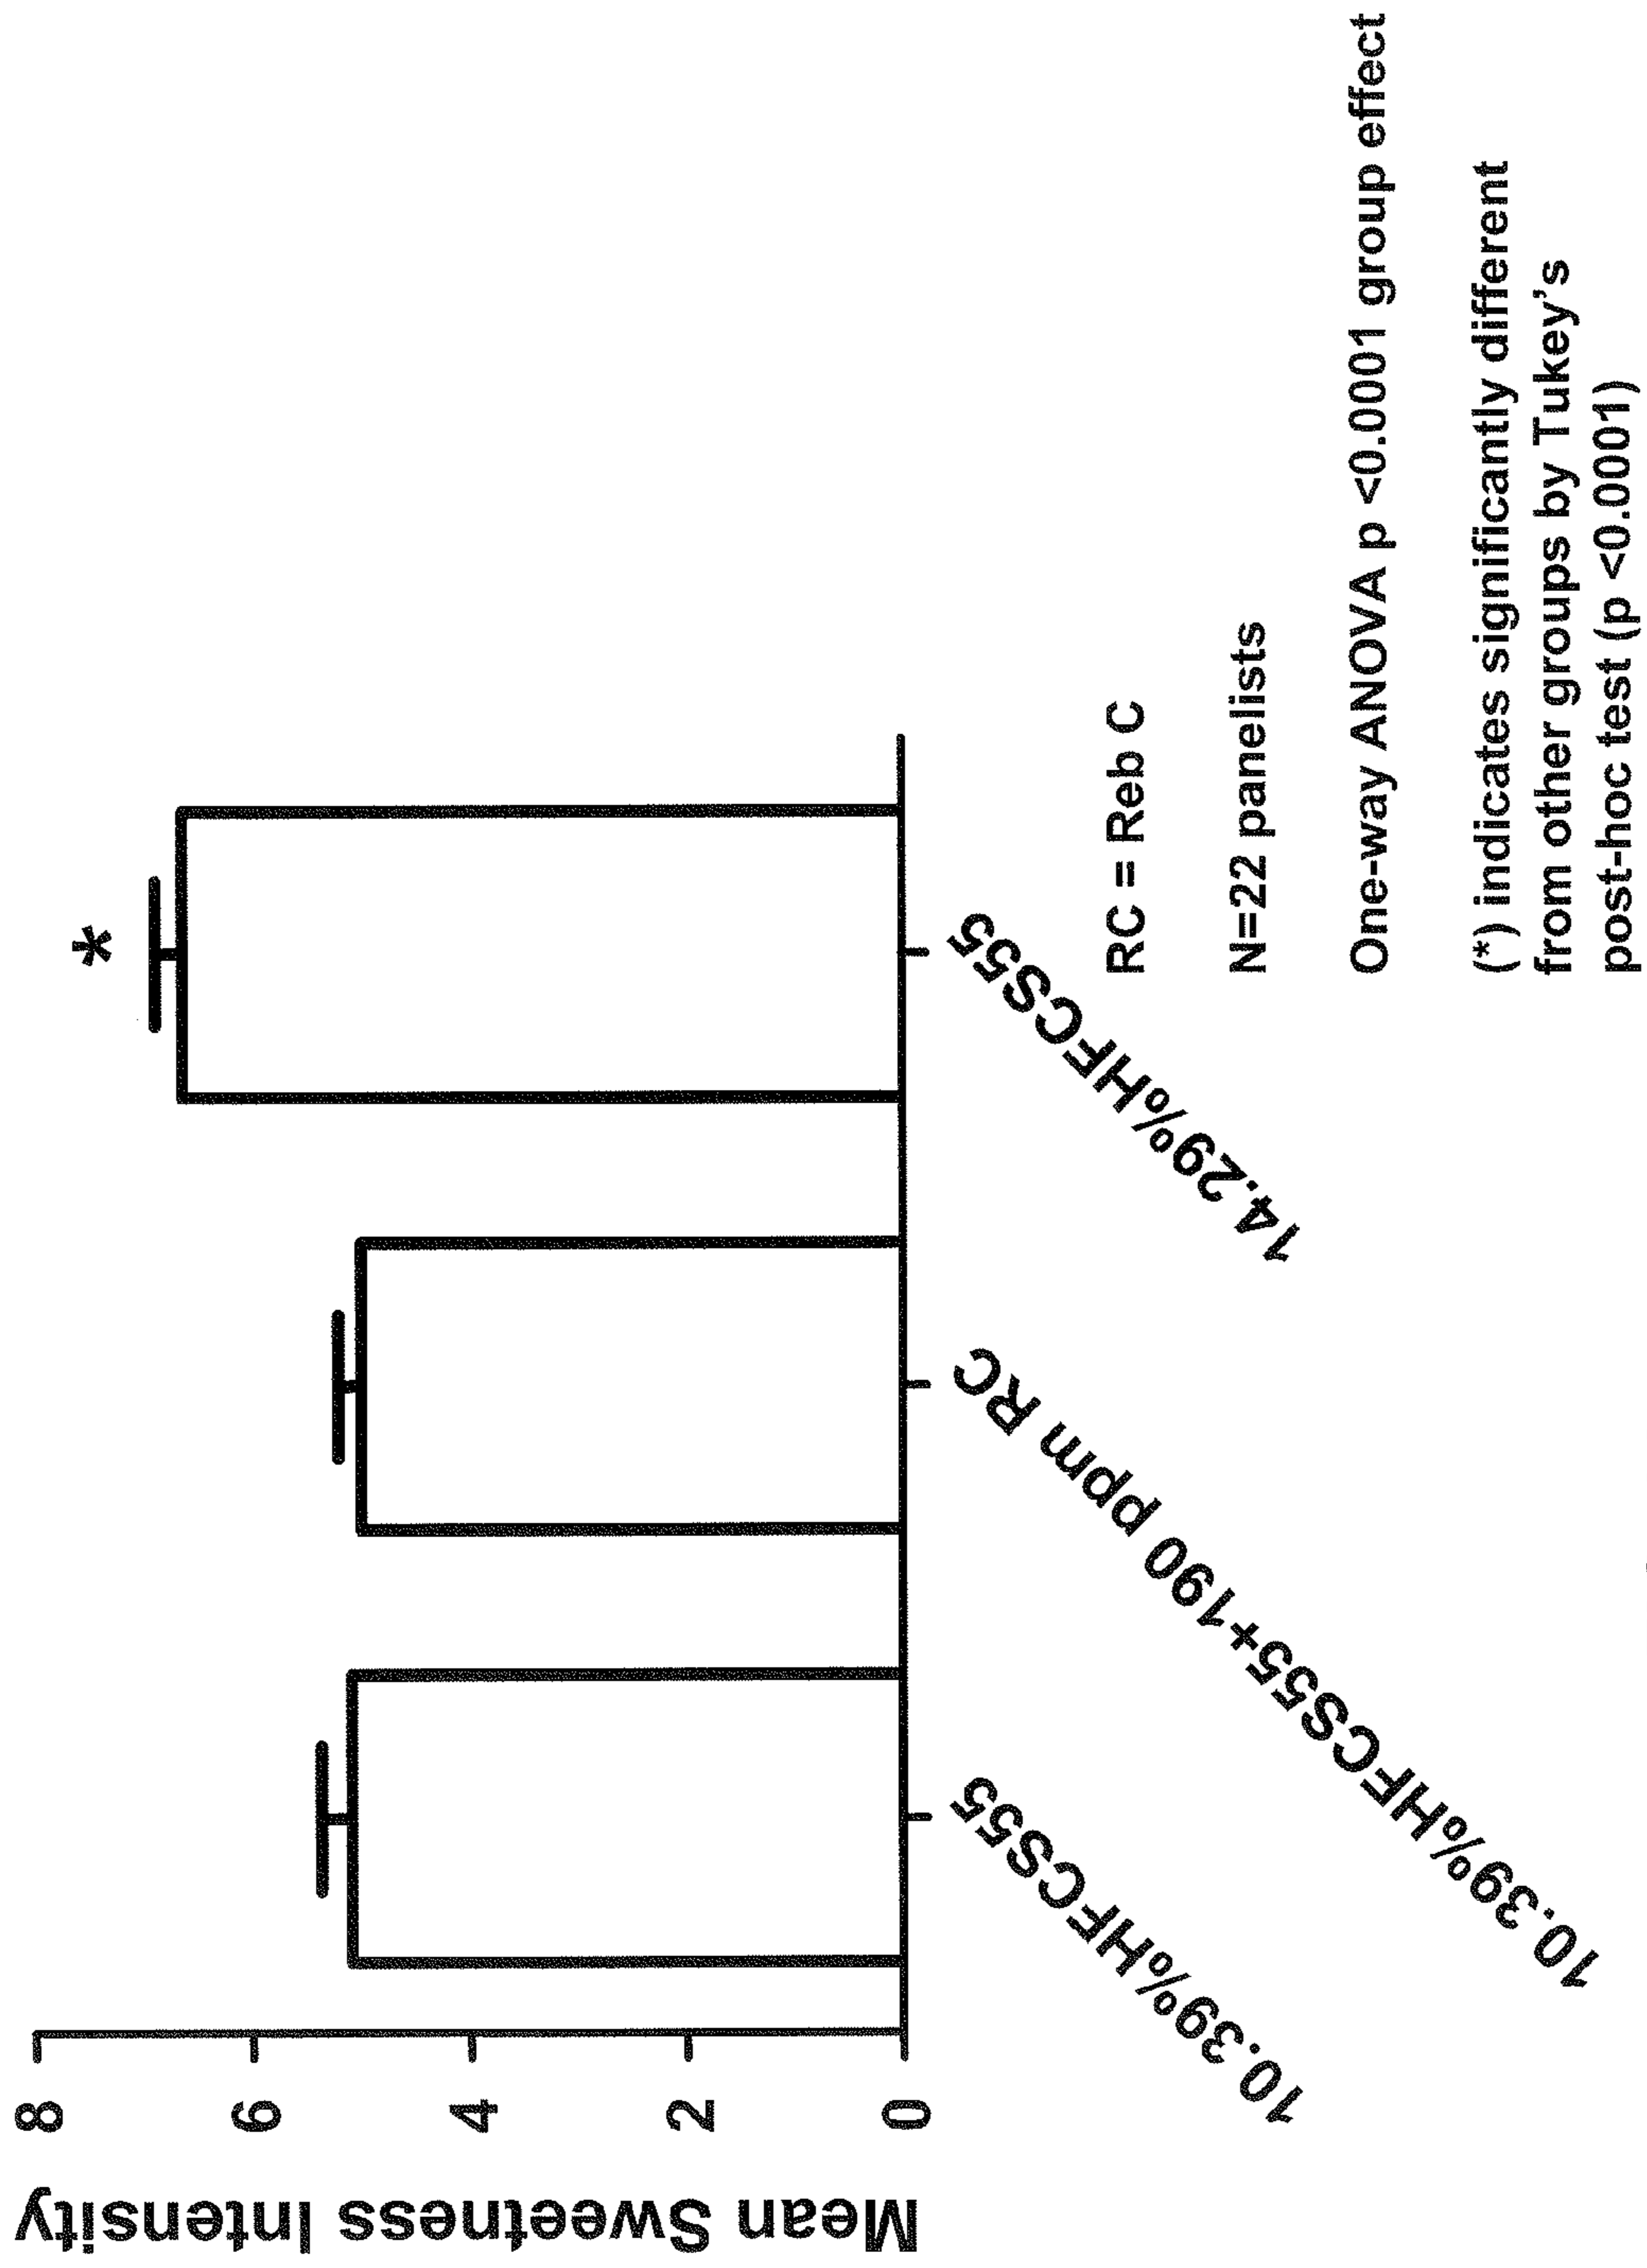 Mean Sweetness Intensity
8
6
4
2
0
*
10.39%HFCS55
10.39%HFCS55+190 ppm RC
14.29%HFCS55
RC = Reb C
N=22 panelists
One-way ANOVA p <0.0001 group effect
(*) indicates significantly different
from other groups by Tukey's
post-hoc test (p <0.0001)